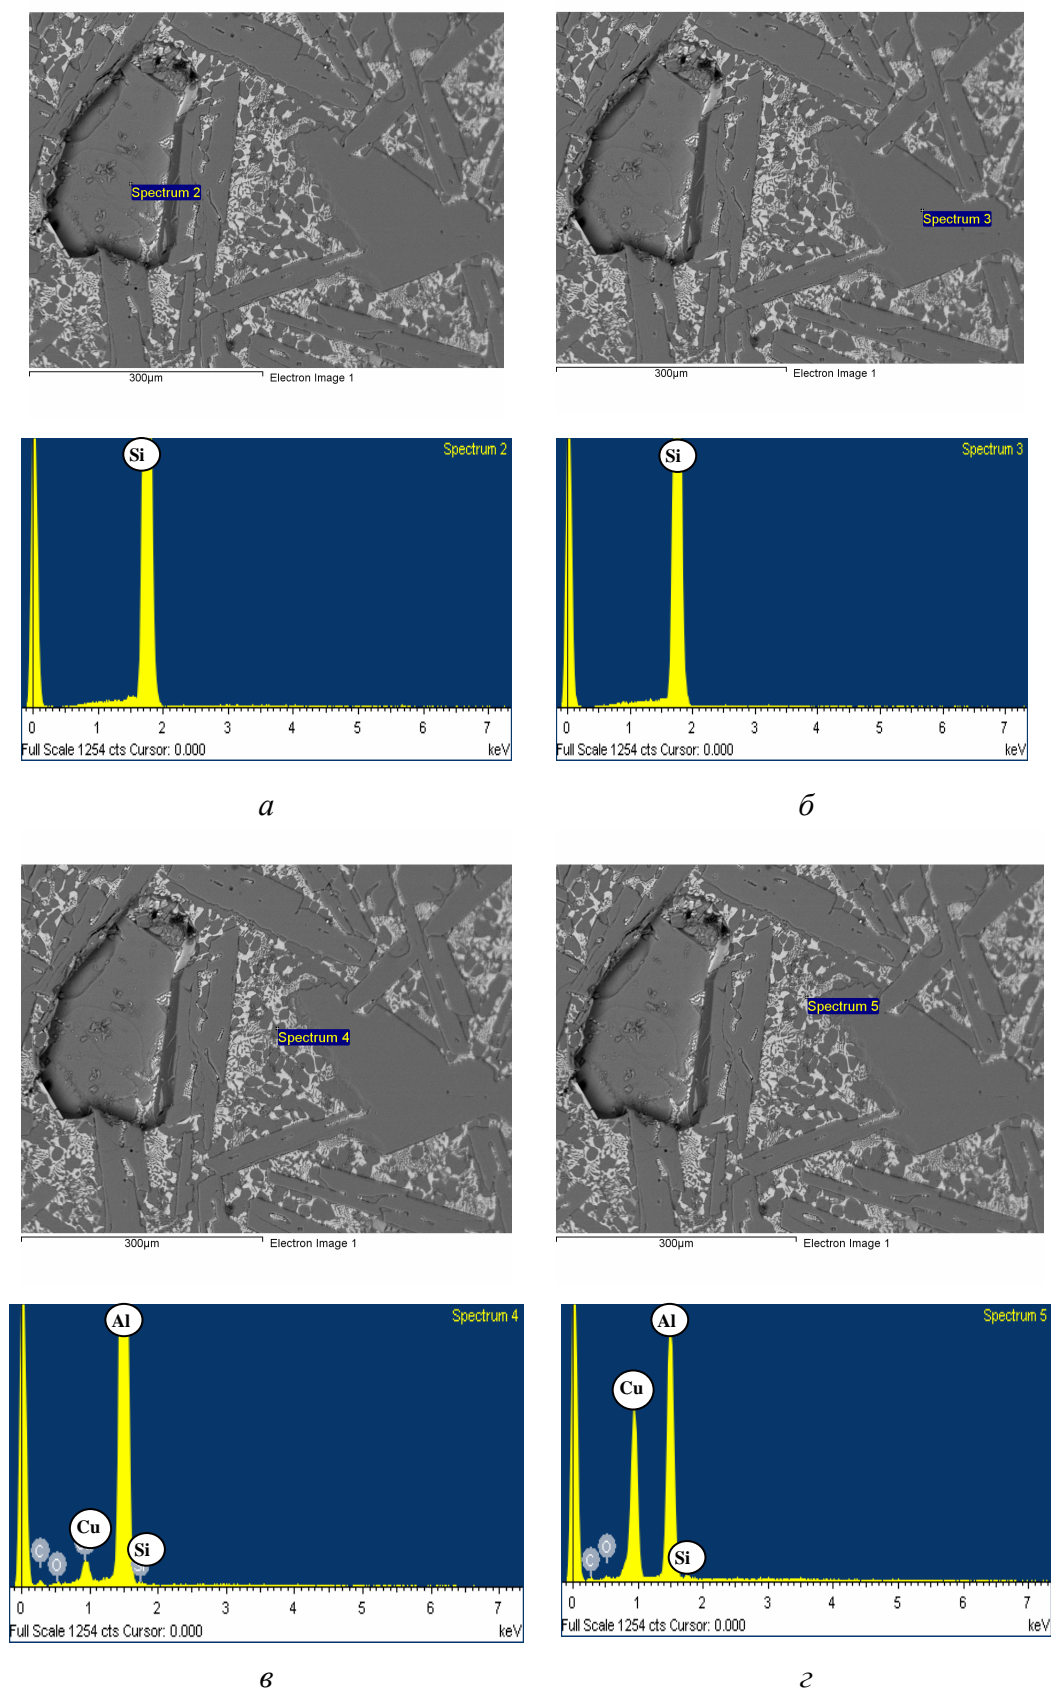 Spectrum 2
300µm Electron Image 1
Spectrum 3
300µm Electron Image 1
Spectrum 2
Si
0 1 2 3 4 5 6 7
Full Scale 1254 cts Cursor: 0.000 keV
Spectrum 3
Si
0 1 2 3 4 5 6 7
Full Scale 1254 cts Cursor: 0.000 keV
а
б
Spectrum 4
300µm Electron Image 1
Spectrum 5
300µm Electron Image 1
Spectrum 4
Al
Cu
Si
C
O
0 1 2 3 4 5 6 7
Full Scale 1254 cts Cursor: 0.000 keV
Spectrum 5
Al
Cu
Si
C
O
0 1 2 3 4 5 6 7
Full Scale 1254 cts Cursor: 0.000 keV
в
г